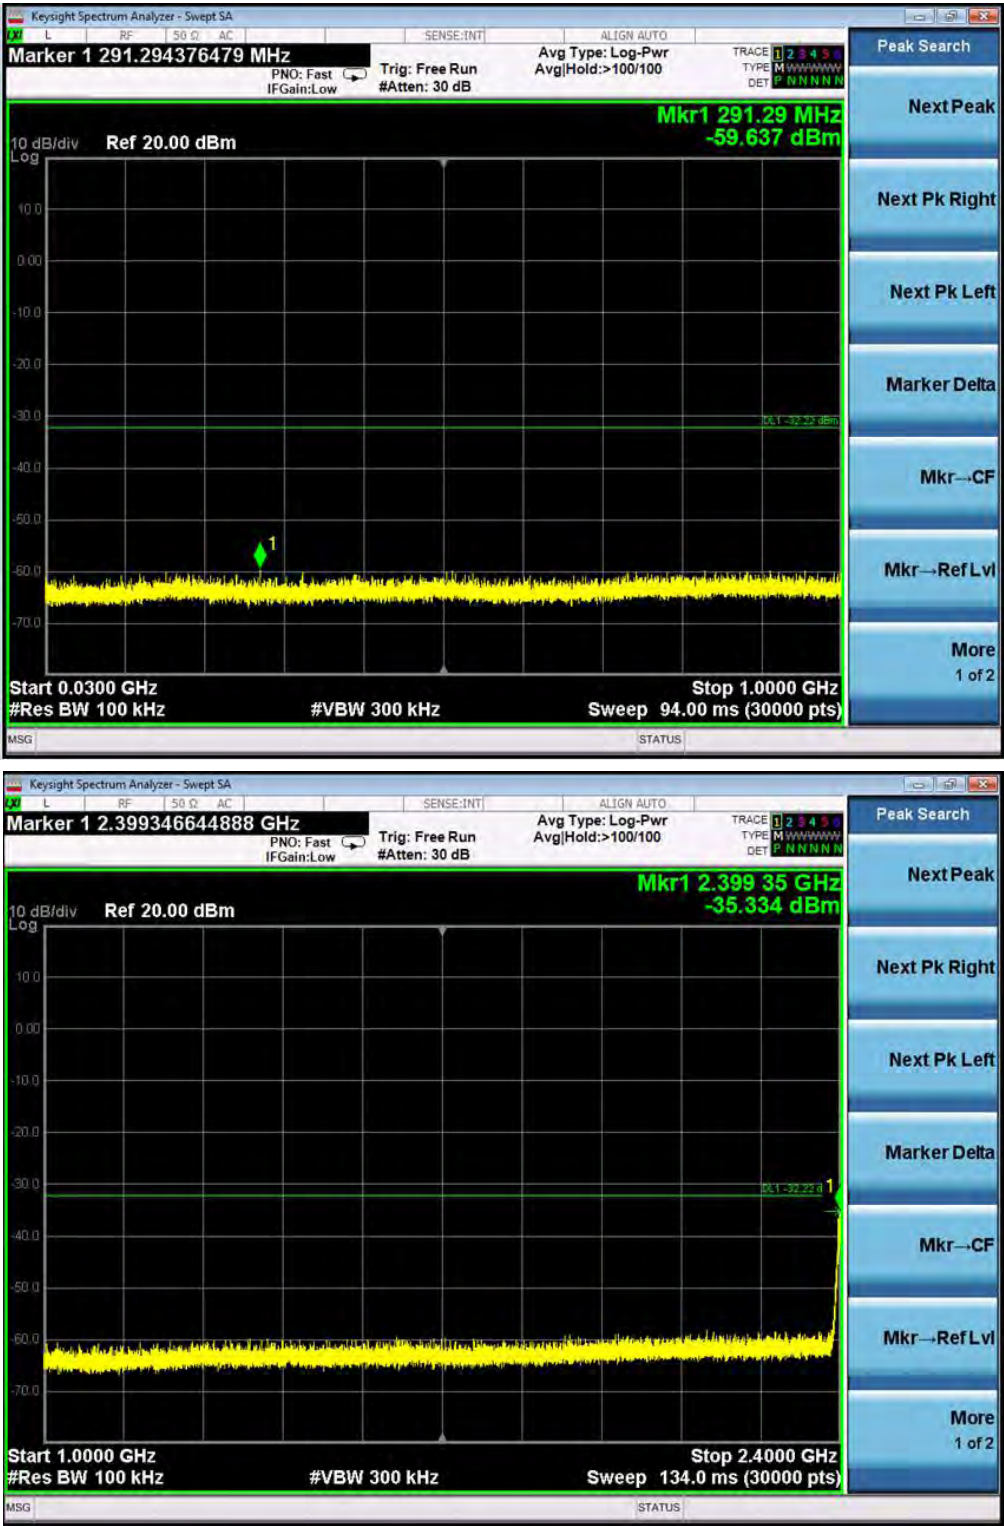 Keysight Spectrum Analyzer - Swept SA
LXI L RF 50 Ω AC SENSE:INT ALIGN AUTO
Marker 1 291.294376479 MHz
PNO: Fast
IFGain:Low
Trig: Free Run
#Atten: 30 dB
Avg Type: Log-Pwr
Avg|Hold:>100/100
TRACE 1 2 3 4 5 6
TYPE M WWWWW
DET P N N N N N
Mkr1 291.29 MHz
-59.637 dBm
10 dB/div Ref 20.00 dBm
Log
10.0
0.00
-10.0
-20.0
-30.0
DL1 -32.22 dBm
-40.0
-50.0
1
-60.0
-70.0
Start 0.0300 GHz Stop 1.0000 GHz
#Res BW 100 kHz #VBW 300 kHz Sweep 94.00 ms (30000 pts)
MSG STATUS
Peak Search
Next Peak
Next Pk Right
Next Pk Left
Marker Delta
Mkr→CF
Mkr→Ref Lvl
More
1 of 2
Keysight Spectrum Analyzer - Swept SA
LXI L RF 50 Ω AC SENSE:INT ALIGN AUTO
Marker 1 2.399346644888 GHz
PNO: Fast
IFGain:Low
Trig: Free Run
#Atten: 30 dB
Avg Type: Log-Pwr
Avg|Hold:>100/100
TRACE 1 2 3 4 5 6
TYPE M WWWWW
DET P N N N N N
Mkr1 2.399 35 GHz
-35.334 dBm
10 dB/div Ref 20.00 dBm
Log
10.0
0.00
-10.0
-20.0
-30.0
DL1 -32.22 d 1
-40.0
-50.0
-60.0
-70.0
Start 1.0000 GHz Stop 2.4000 GHz
#Res BW 100 kHz #VBW 300 kHz Sweep 134.0 ms (30000 pts)
MSG STATUS
Peak Search
Next Peak
Next Pk Right
Next Pk Left
Marker Delta
Mkr→CF
Mkr→Ref Lvl
More
1 of 2